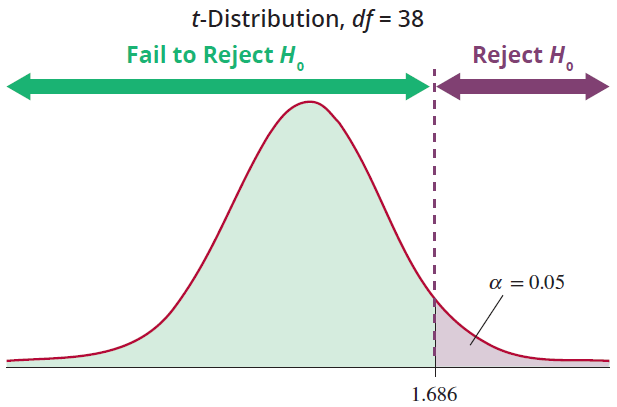 t-Distribution, df = 38
Fail to Reject H₀
Reject H₀
α = 0.05
1.686